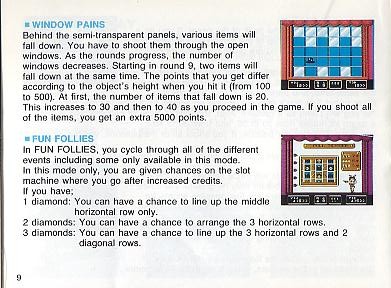 WINDOW PAINS
Behind the semi-transparent panels, various items will
fall down. You have to shoot them through the open
windows. As the rounds progress, the number of
windows decreases. Starting in round 9, two items will
fall down at the same time. The points that you get differ
according to the object's height when you hit it (from 100
to 500). At first, the number of items that fall down is 20.
This increases to 30 and then to 40 as you proceed in the game. If you shoot all
of the items, you get an extra 5000 points.
FUN FOLLIES
In FUN FOLLIES, you cycle through all of the different
events including some only available in this mode.
In this mode only, you are given chances on the slot
machine where you go after increased credits.
If you have;
1 diamond: You can have a chance to line up the middle
horizontal row only.
2 diamonds: You can have a chance to arrange the 3 horizontal rows.
3 diamonds: You can have a chance to line up the 3 horizontal rows and 2
diagonal rows.
9